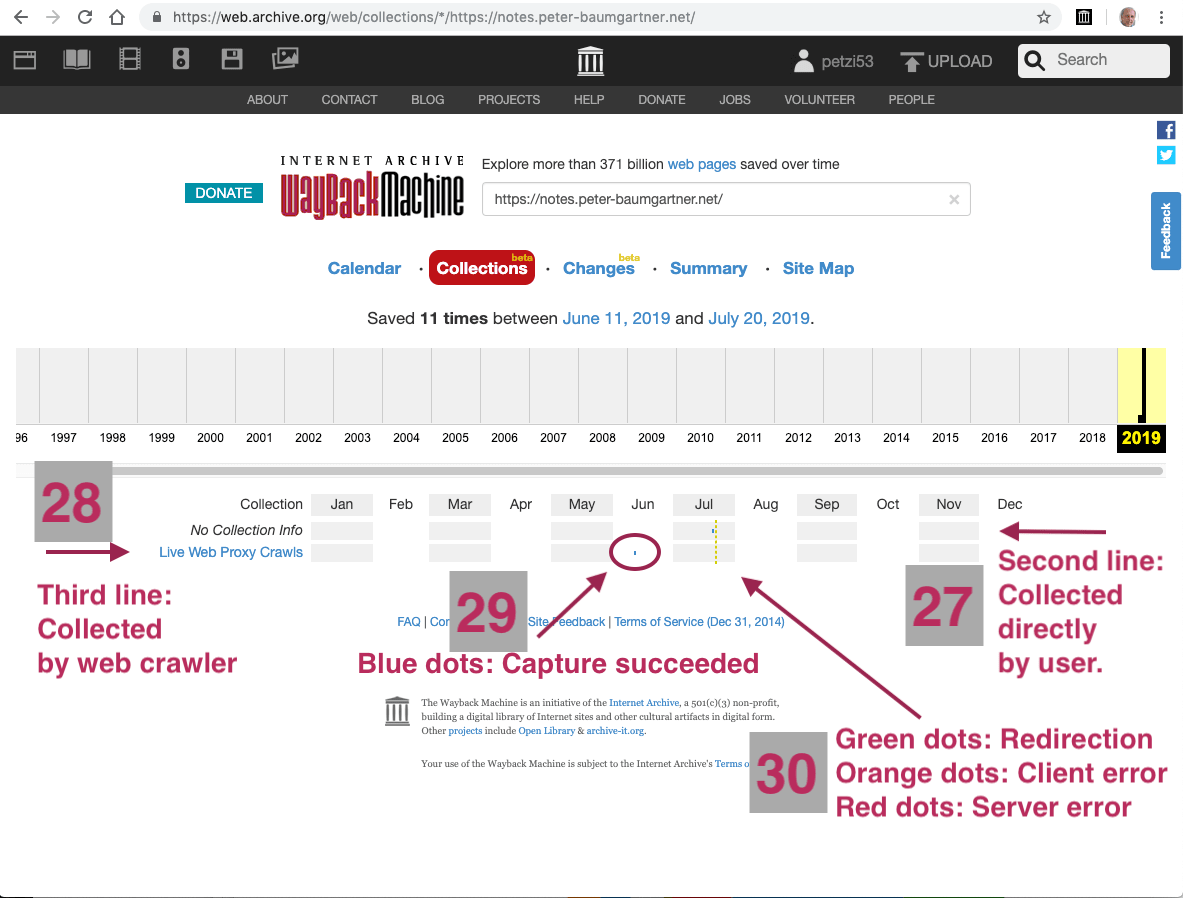 https://web.archive.org/web/collections/*/https://notes.peter-baumgartner.net/
petzi53 UPLOAD Search
ABOUT CONTACT BLOG PROJECTS HELP DONATE JOBS VOLUNTEER PEOPLE
DONATE
INTERNET ARCHIVE
WayBackMachine
Explore more than 371 billion web pages saved over time
https://notes.peter-baumgartner.net/
Feedback
Calendar · Collections beta · Changes beta · Summary · Site Map
Saved 11 times between June 11, 2019 and July 20, 2019.
96 1997 1998 1999 2000 2001 2002 2003 2004 2005 2006 2007 2008 2009 2010 2011 2012 2013 2014 2015 2016 2017 2018 2019
28
Collection Jan Feb Mar Apr May Jun Jul Aug Sep Oct Nov Dec
No Collection Info
Live Web Proxy Crawls
Third line:
Collected
by web crawler
27
Second line:
Collected
directly
by user.
29
FAQ | Site Feedback | Terms of Service (Dec 31, 2014)
Blue dots: Capture succeeded
The Wayback Machine is an initiative of the Internet Archive, a 501(c)(3) non-profit,
building a digital library of Internet sites and other cultural artifacts in digital form.
Other projects include Open Library & archive-it.org.
Your use of the Wayback Machine is subject to the Internet Archive's Terms
30
Green dots: Redirection
Orange dots: Client error
Red dots: Server error